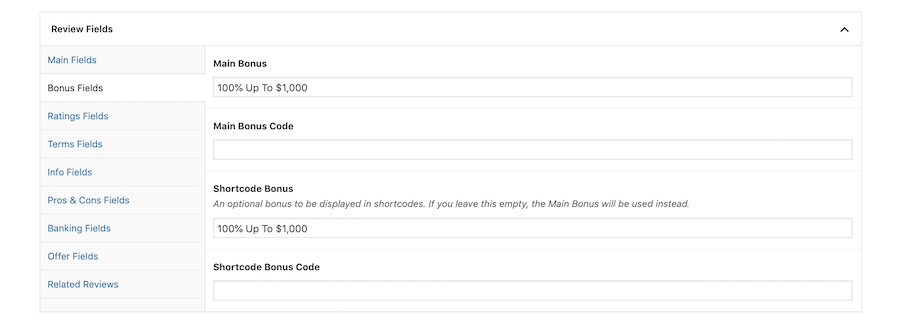 Review Fields
Main Fields
Bonus Fields
Ratings Fields
Terms Fields
Info Fields
Pros & Cons Fields
Banking Fields
Offer Fields
Related Reviews
Main Bonus
100% Up To $1,000
Main Bonus Code
Shortcode Bonus
An optional bonus to be displayed in shortcodes. If you leave this empty, the Main Bonus will be used instead.
100% Up To $1,000
Shortcode Bonus Code